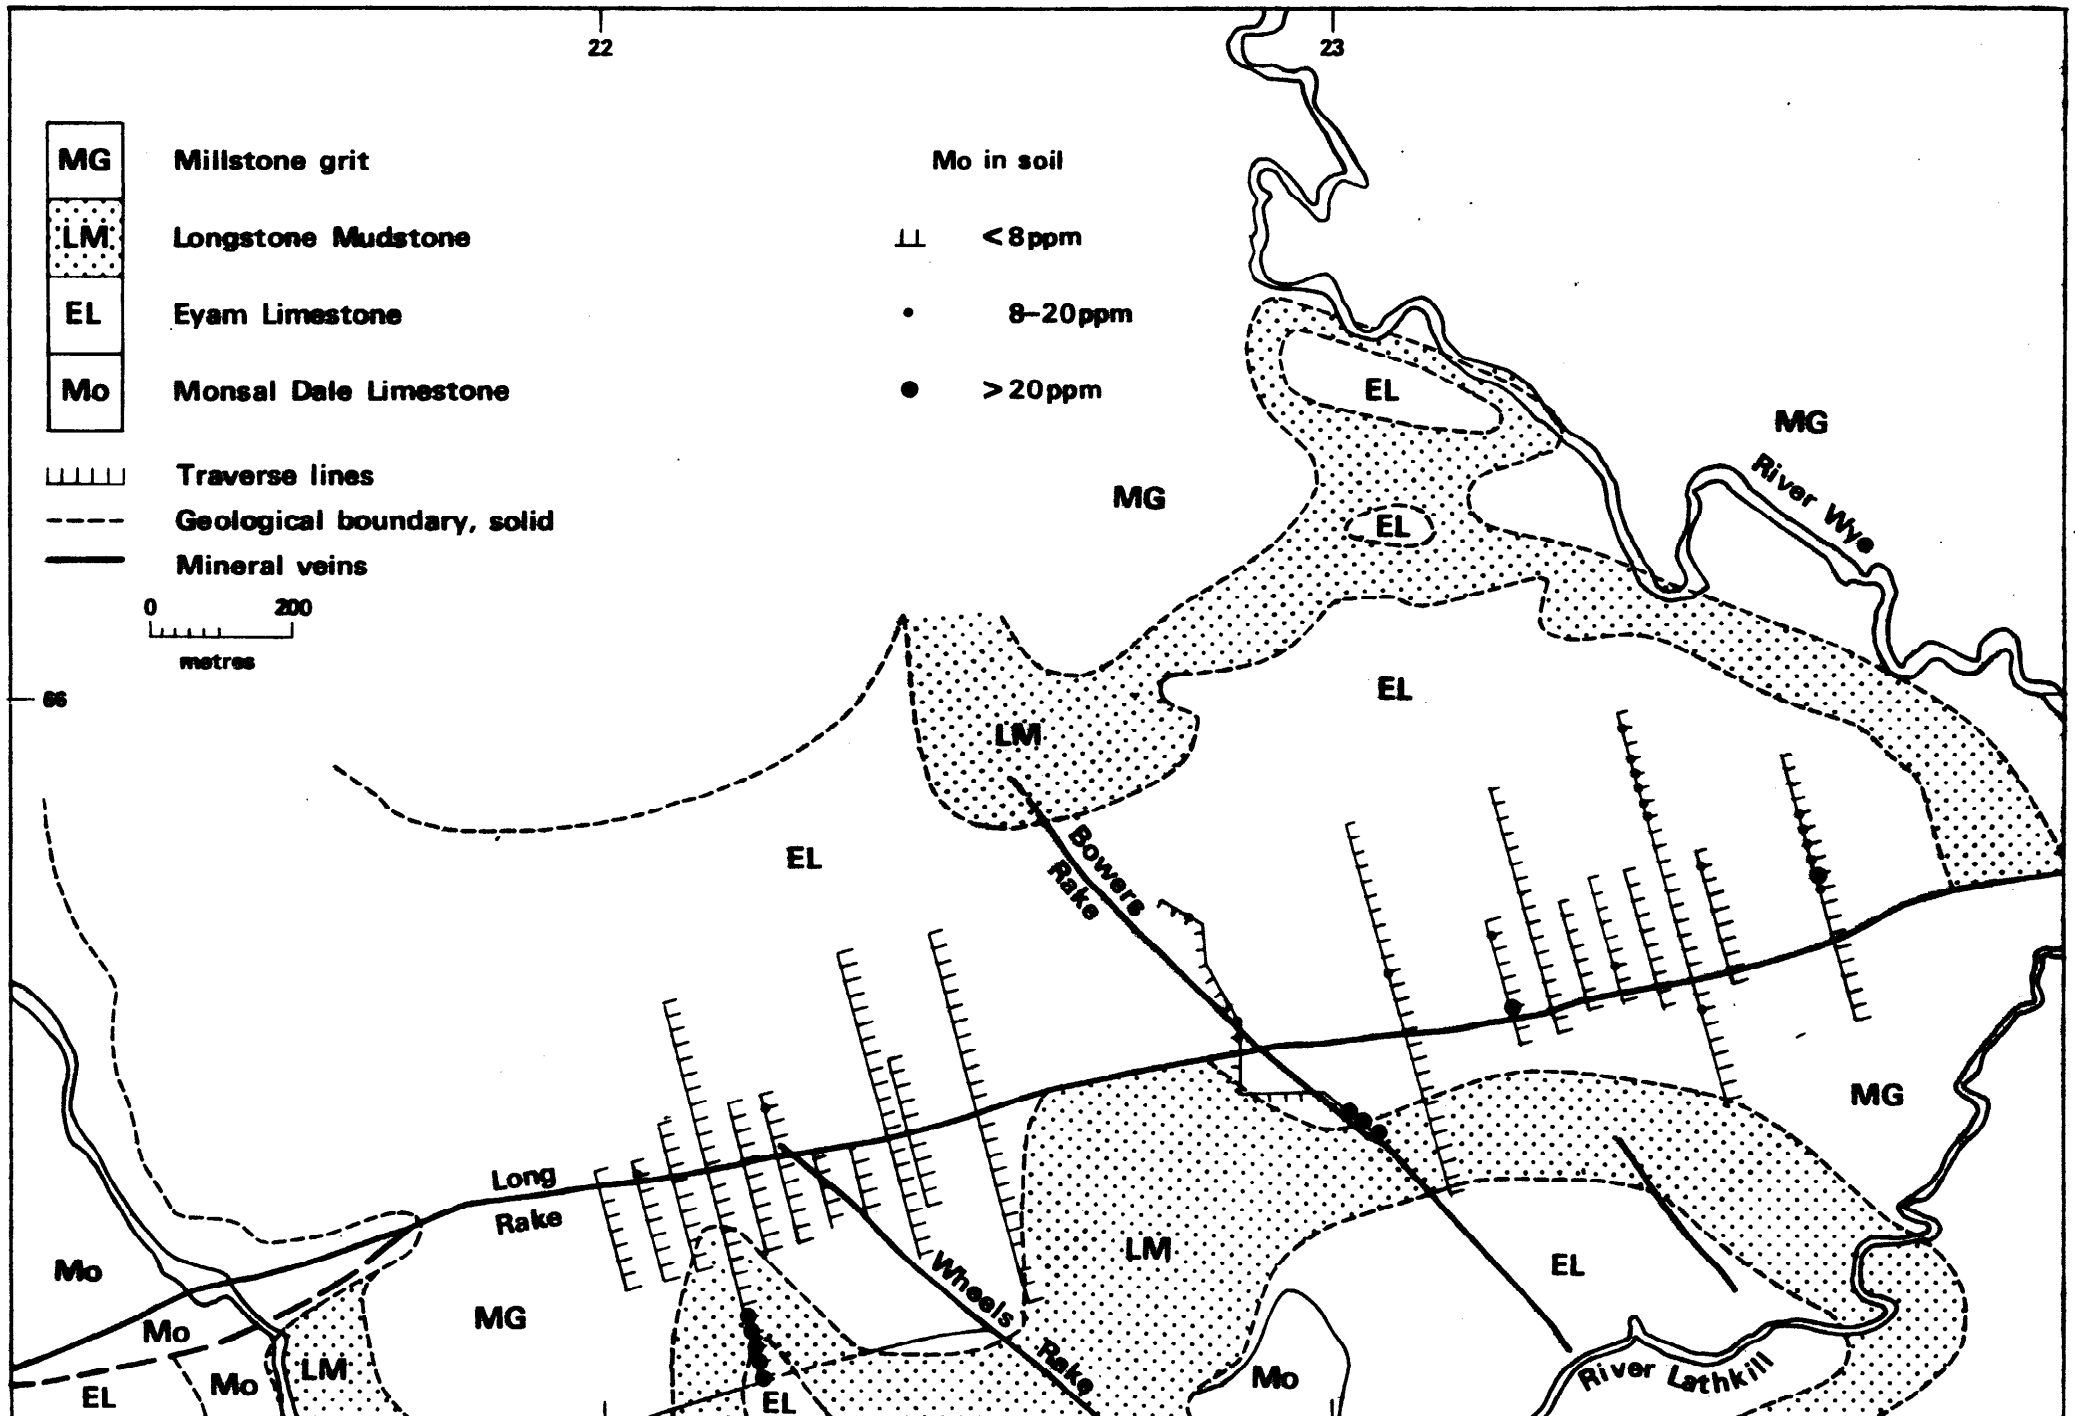 22
23
MG
Millstone grit
Mo in soil
LM
Longstone Mudstone
<8ppm
EL
Eyam Limestone
8–20ppm
Mo
Monsal Dale Limestone
>20ppm
Traverse lines
Geological boundary, solid
Mineral veins
0
200
metres
66
EL
MG
River Wye
MG
EL
EL
LM
EL
Bowers
Rake
MG
Long
Rake
LM
EL
Mo
MG
Wheels
Rake
Mo
LM
Mo
EL
EL
Mo
River Lathkill